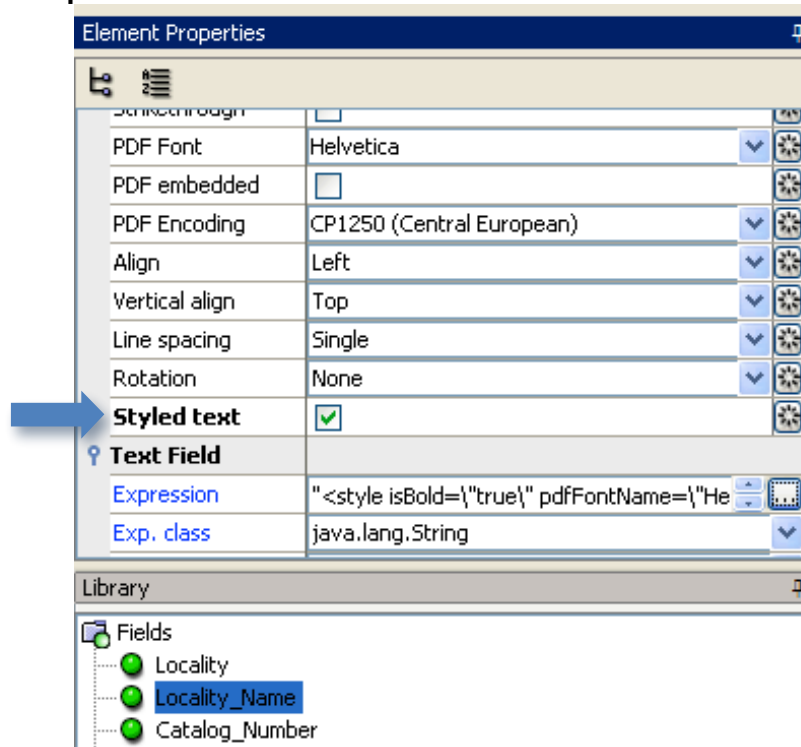 Element Properties
Strikethrough
PDF Font Helvetica
PDF embedded
PDF Encoding CP1250 (Central European)
Align Left
Vertical align Top
Line spacing Single
Rotation None
Styled text
Text Field
Expression "<style isBold=\"true\" pdfFontName=\"He ...
Exp. class java.lang.String
Library
Fields
Locality
Locality_Name
Catalog_Number